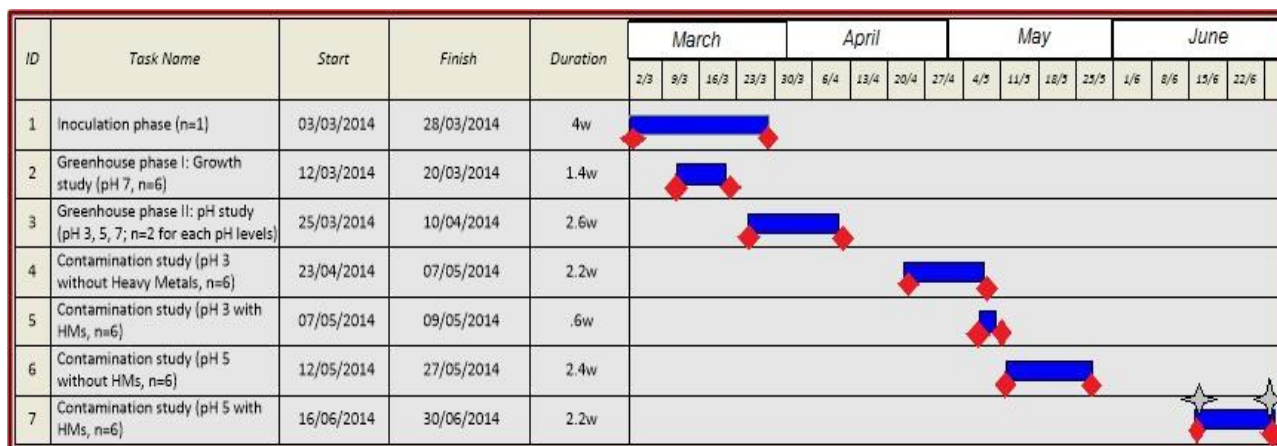 ID Task Name Start Finish Duration March April May June
2/3 9/3 16/3 23/3 30/3 6/4 13/4 20/4 27/4 4/5 11/5 18/5 25/5 1/6 8/6 15/6 22/6
1 Inoculation phase (n=1) 03/03/2014 28/03/2014 4w
2 Greenhouse phase I: Growth study (pH 7, n=6) 12/03/2014 20/03/2014 1.4w
3 Greenhouse phase II: pH study (pH 3, 5, 7; n=2 for each pH levels) 25/03/2014 10/04/2014 2.6w
4 Contamination study (pH 3 without Heavy Metals, n=6) 23/04/2014 07/05/2014 2.2w
5 Contamination study (pH 3 with HMs, n=6) 07/05/2014 09/05/2014 .6w
6 Contamination study (pH 5 without HMs, n=6) 12/05/2014 27/05/2014 2.4w
7 Contamination study (pH 5 with HMs, n=6) 16/06/2014 30/06/2014 2.2w